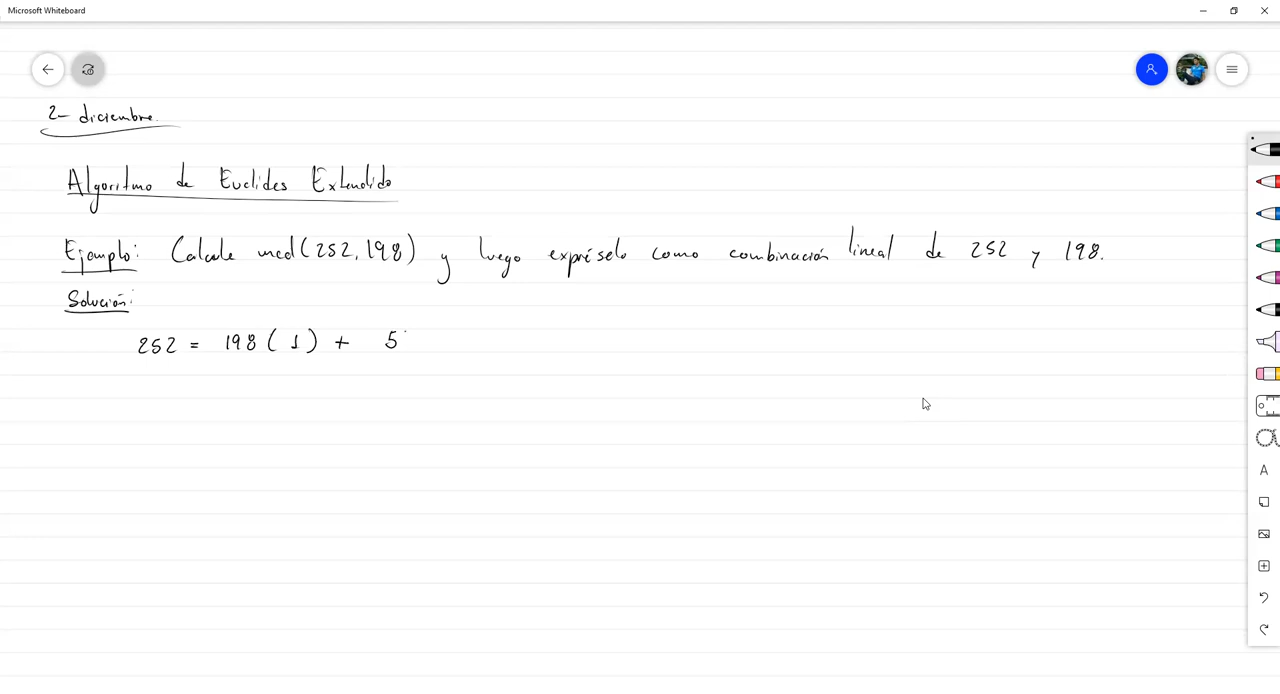 Microsoft Whiteboard
2- diciembre.
Algoritmo de Euclides Extendido
Ejemplo: Calcule mcd(252, 198) y luego expréselo como combinación lineal de 252 y 198.
Solución:
252 = 198 ( 1 ) + 5
A